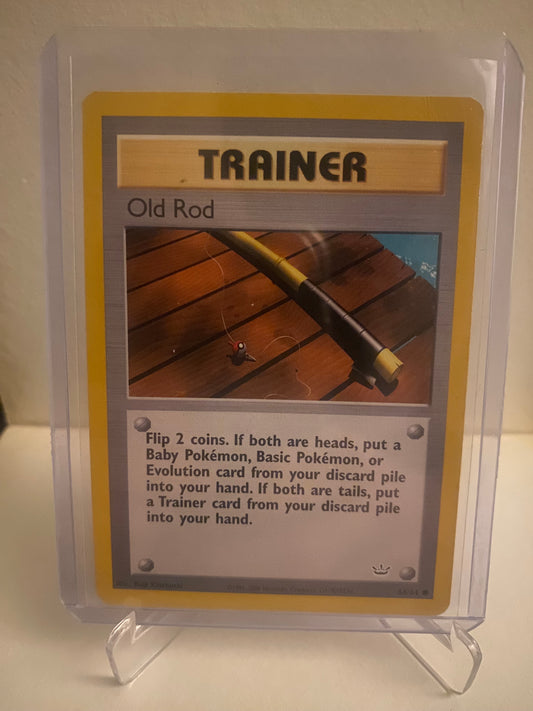 TRAINER
Old Rod
Flip 2 coins. If both are heads, put a
Baby Pokémon, Basic Pokémon, or
Evolution card from your discard pile
into your hand. If both are tails, put
a Trainer card from your discard pile
into your hand.
64/64